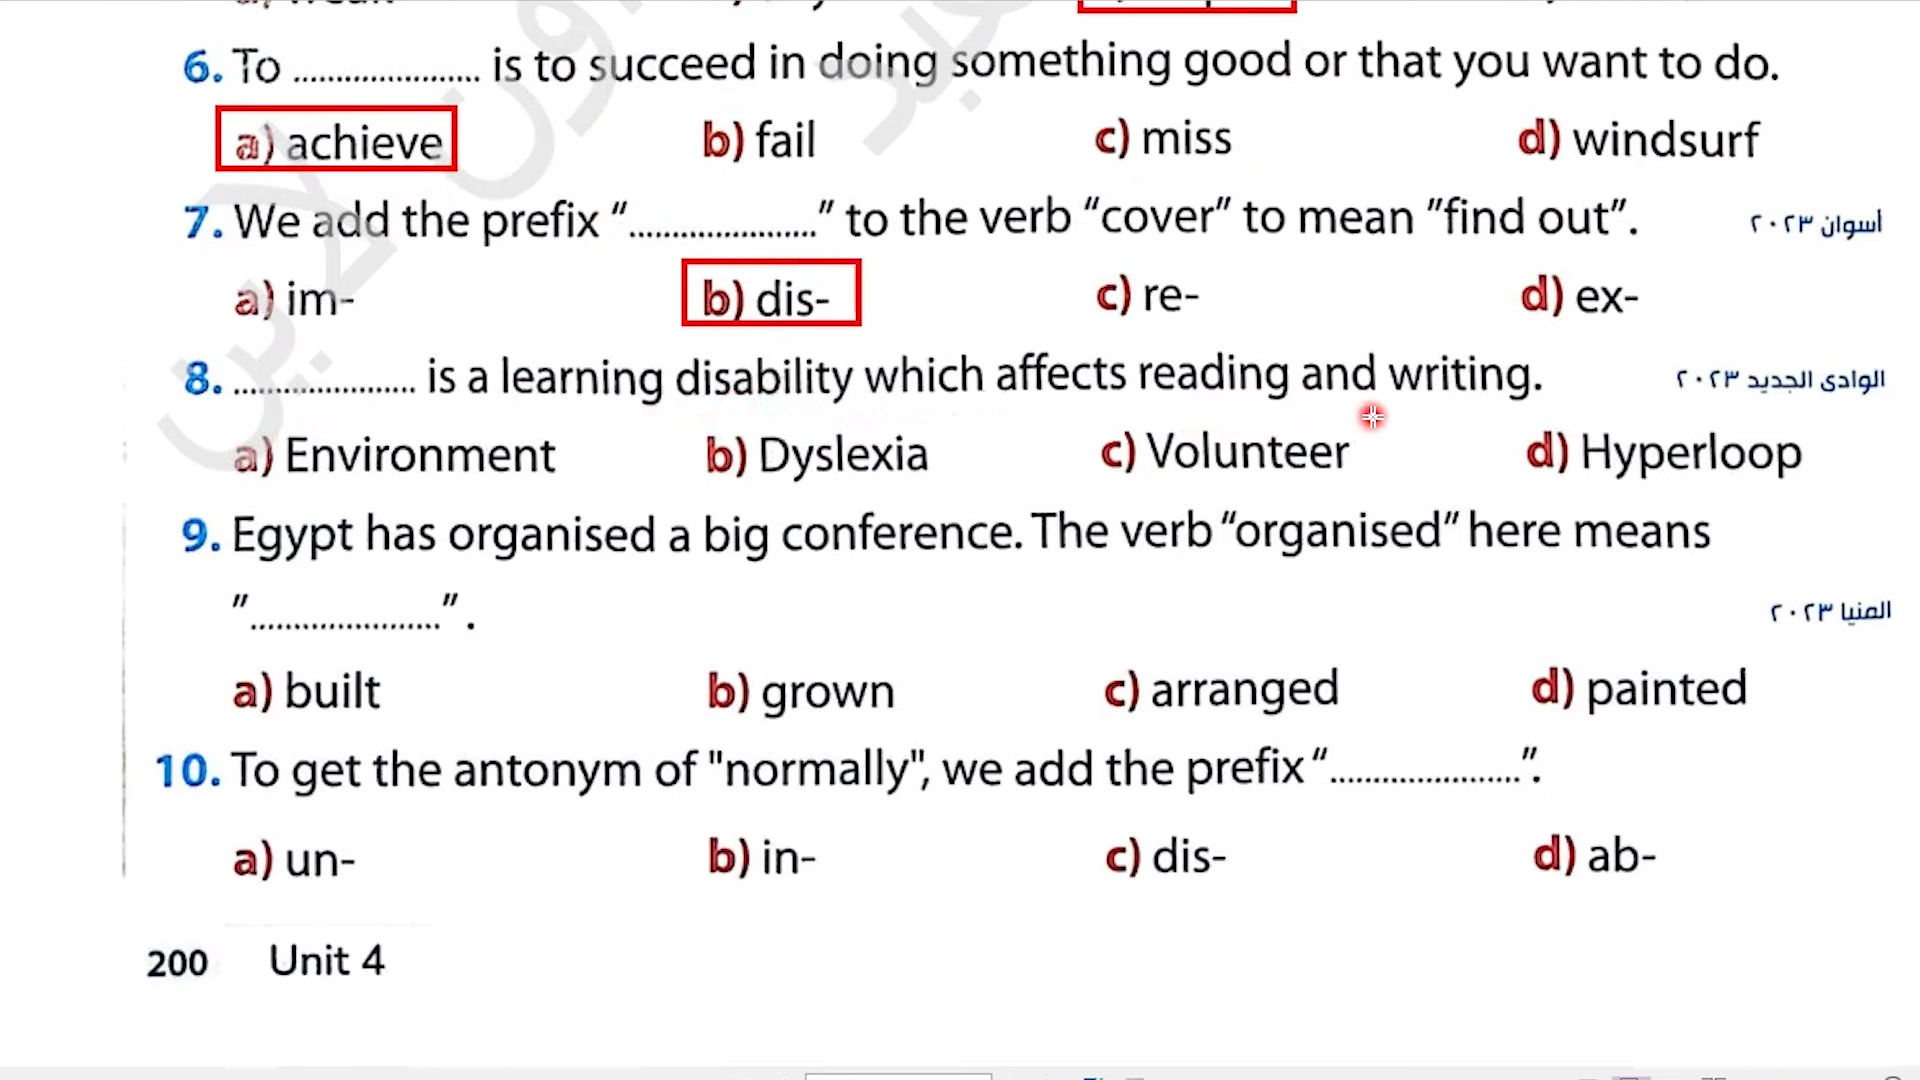 6. To ..................... is to succeed in doing something good or that you want to do.
a) achieve b) fail c) miss d) windsurf
7. We add the prefix “.....................” to the verb “cover” to mean ”find out”. أسوان ٢٠٢٣
a) im- b) dis- c) re- d) ex-
8. ..................... is a learning disability which affects reading and writing. الوادى الجديد ٢٠٢٣
a) Environment b) Dyslexia c) Volunteer d) Hyperloop
9. Egypt has organised a big conference. The verb “organised” here means
”.....................” . المنيا ٢٠٢٣
a) built b) grown c) arranged d) painted
10. To get the antonym of "normally", we add the prefix “.....................”.
a) un- b) in- c) dis- d) ab-
200 Unit 4